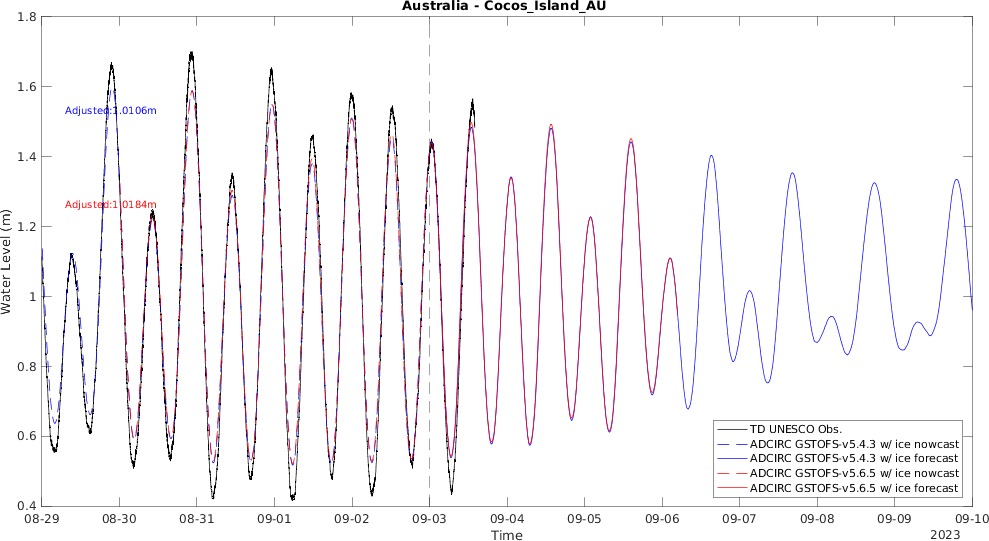 Australia - Cocos_Island_AU
1.8
1.6
1.4
1.2
1
0.8
0.6
0.4
Water Level (m)
Adjusted:1.0106m
Adjusted:1.0184m
TD UNESCO Obs.
ADCIRC GSTOFS-v5.4.3 w/ ice nowcast
ADCIRC GSTOFS-v5.4.3 w/ ice forecast
ADCIRC GSTOFS-v5.6.5 w/ ice nowcast
ADCIRC GSTOFS-v5.6.5 w/ ice forecast
08-29 08-30 08-31 09-01 09-02 09-03 09-04 09-05 09-06 09-07 09-08 09-09 09-10
Time
2023